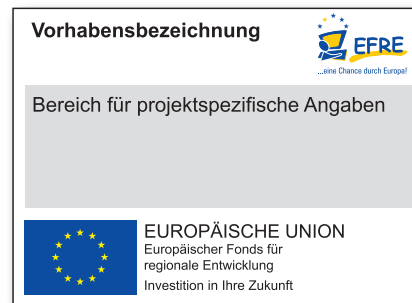 Vorhabensbezeichnung
EFRE
...eine Chance durch Europa!
Bereich für projektspezifische Angaben
EUROPÄISCHE UNION
Europäischer Fonds für
regionale Entwicklung
Investition in Ihre Zukunft